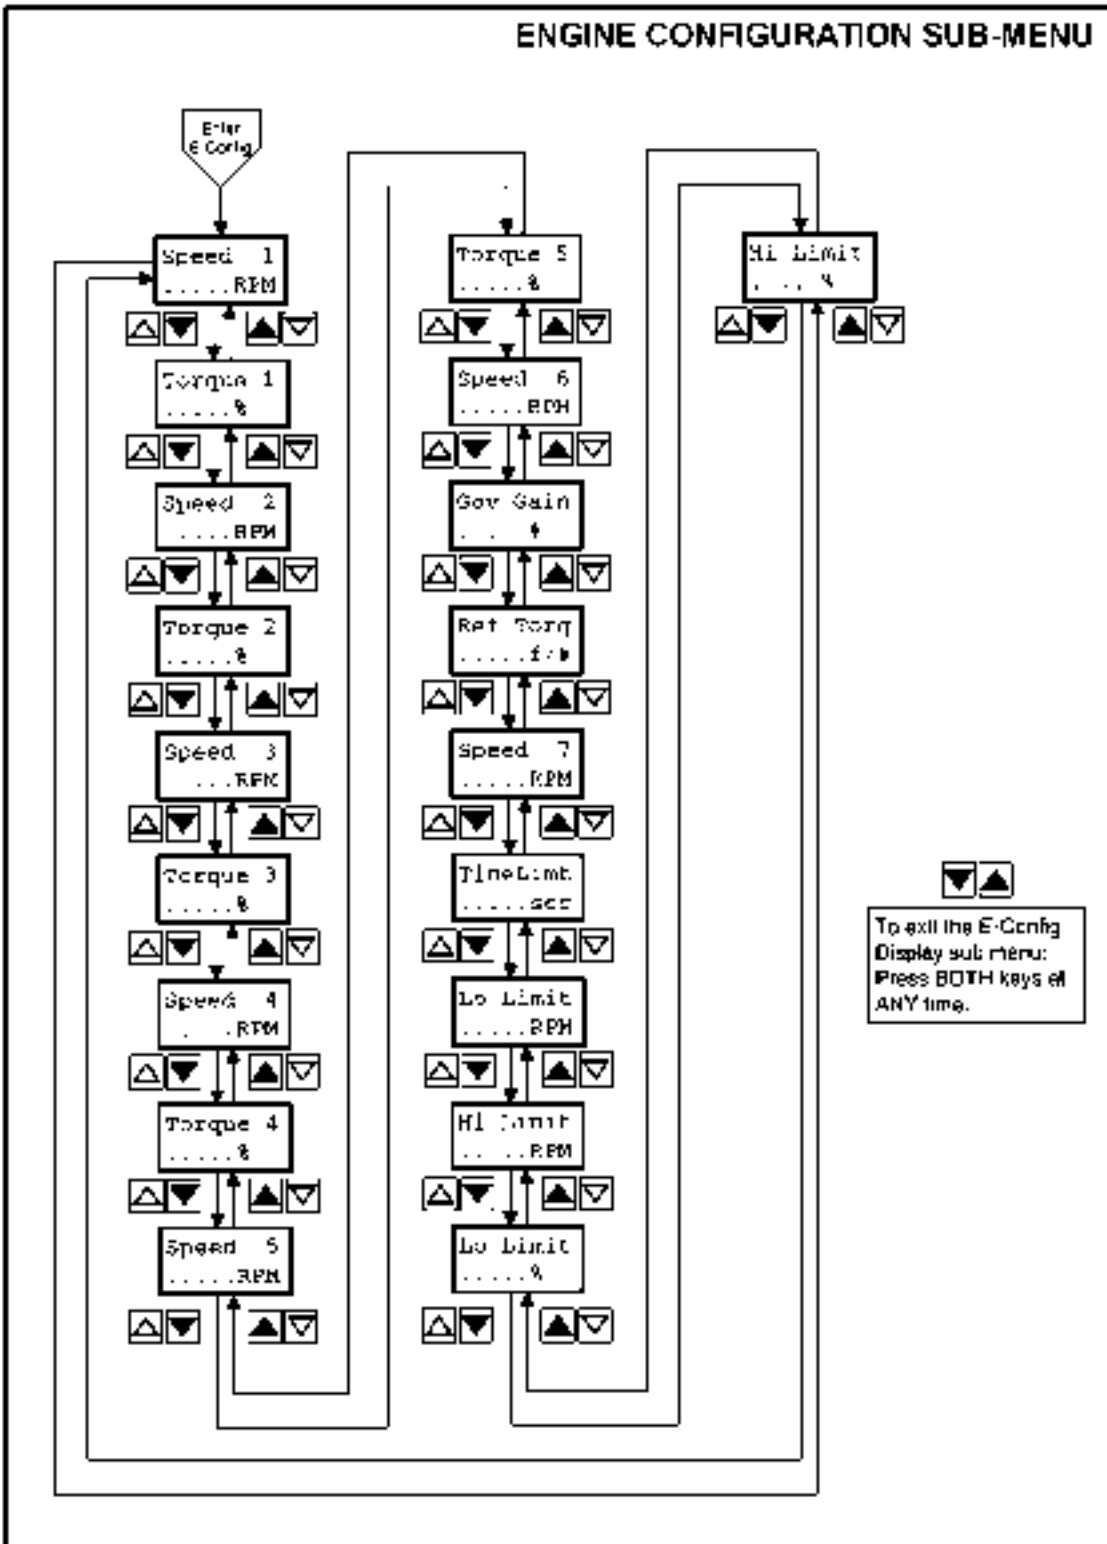 ENGINE CONFIGURATION SUB-MENU
Enter
E Config
Speed 1
.....RPM
Torque 1
.....%
Speed 2
....RPM
Torque 2
.....%
Speed 3
...RPM
Torque 3
.....%
Speed 4
. ...RPM
Torque 4
.....%
Speed 5
.....RPM
Torque 5
.....%
Speed 6
.....RPM
Gov Gain
. . #
Ref Torq
.....f/#
Speed 7
.....RPM
TimeLimt
.....sec
Lo Limit
.....RPM
Hi Limit
.. ..RPM
Lo Limit
.....%
Hi Limit
. .. %
To exit the E-Config
Display sub menu:
Press BOTH keys at
ANY time.